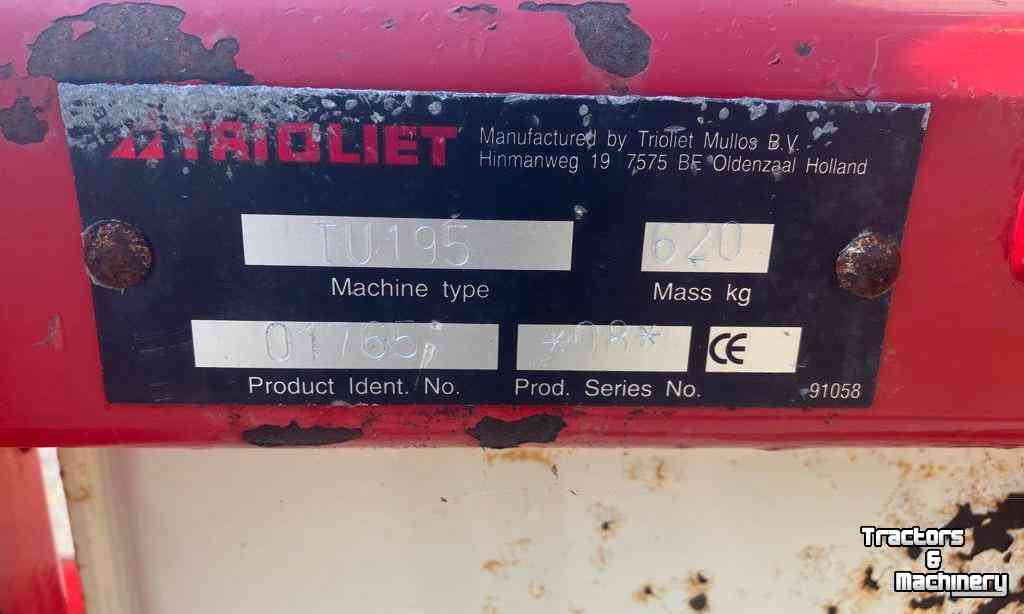 TRIOLIET
Manufactured by Trioliet Mullos B.V.
Hinmanweg 19 7575 BE Oldenzaal Holland
TU195 620
Machine type Mass kg
01765 *98* CE
Product Ident. No. Prod. Series No. 91058
Tractors
&
Machinery